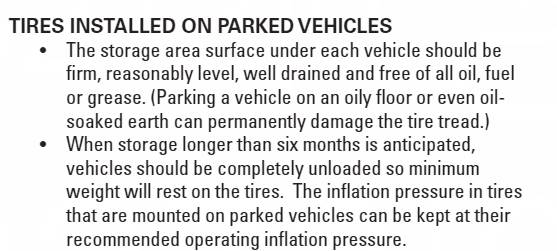 TIRES INSTALLED ON PARKED VEHICLES
• The storage area surface under each vehicle should be
firm, reasonably level, well drained and free of all oil, fuel
or grease. (Parking a vehicle on an oily floor or even oil-
soaked earth can permanently damage the tire tread.)
• When storage longer than six months is anticipated,
vehicles should be completely unloaded so minimum
weight will rest on the tires.  The inflation pressure in tires
that are mounted on parked vehicles can be kept at their
recommended operating inflation pressure.